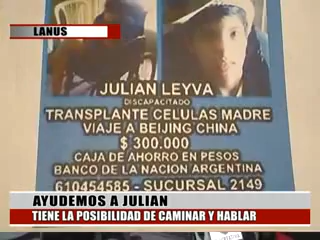 LANUS
JULIAN LEYVA
DISCAPACITADO
TRANSPLANTE CELULAS MADRE
VIAJE A BEIJING CHINA
$ 300.000
CAJA DE AHORRO EN PESOS
BANCO DE LA NACION ARGENTINA
610454585 - SUCURSAL 2149
AYUDEMOS A JULIAN
TIENE LA POSIBILIDAD DE CAMINAR Y HABLAR